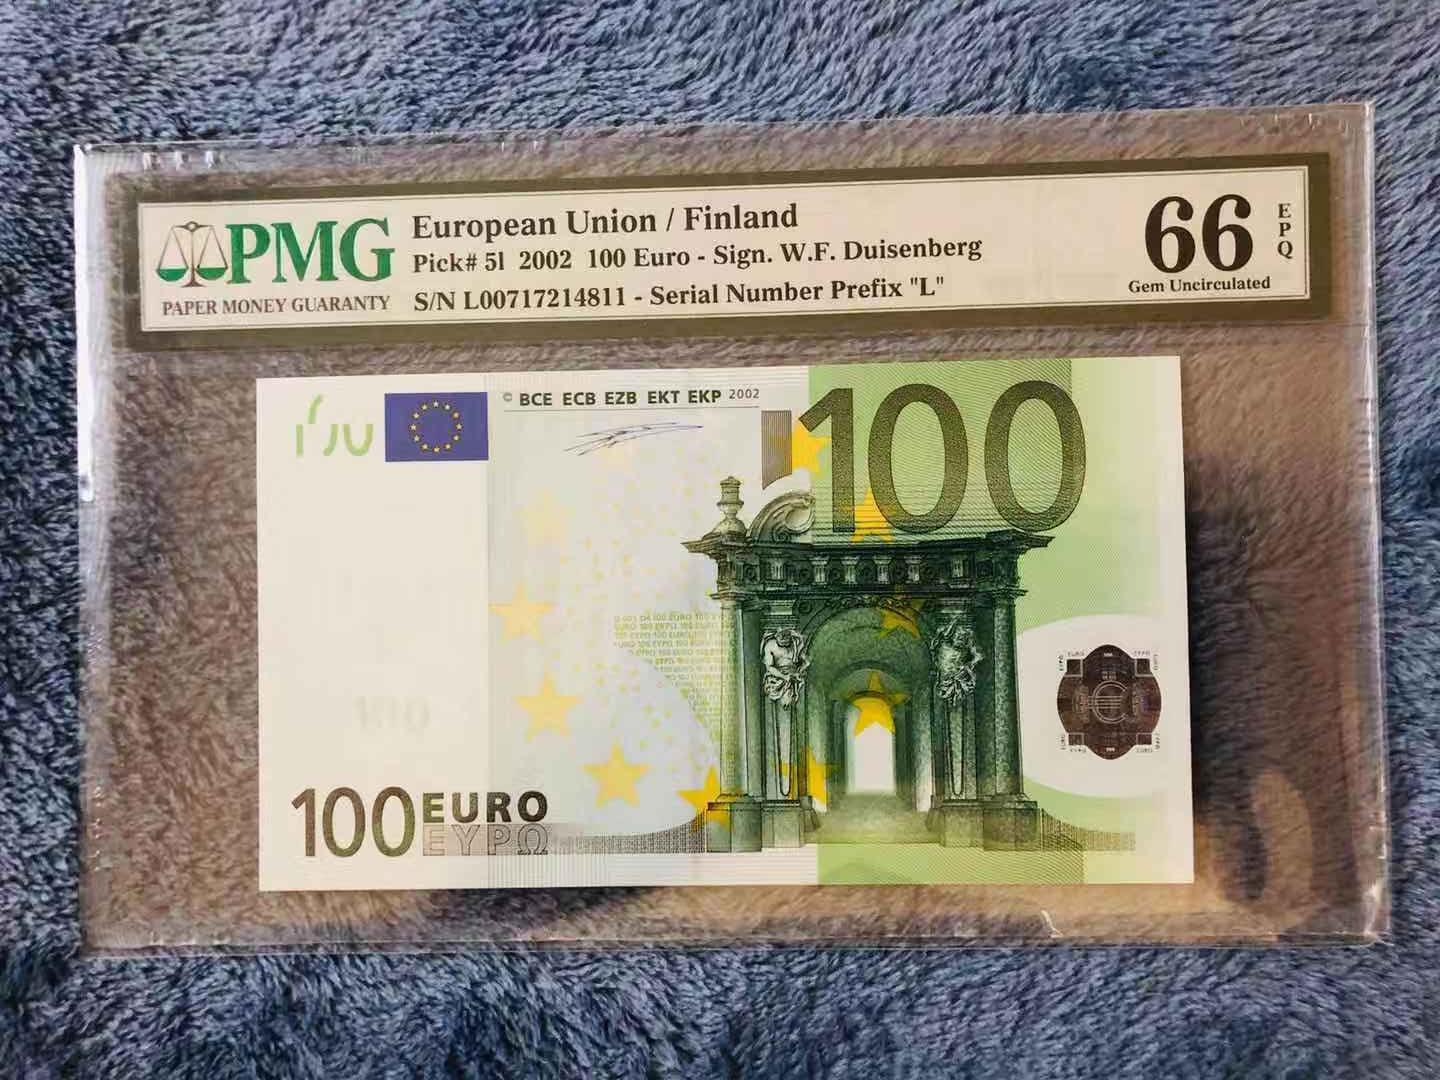 PMG
PAPER MONEY GUARANTY
European Union / Finland
Pick# 5l 2002 100 Euro - Sign. W.F. Duisenberg
S/N L00717214811 - Serial Number Prefix "L"
66
EPQ
Gem Uncirculated
© BCE ECB EZB EKT EKP 2002
100
100 EURO
ΕΥΡΩ